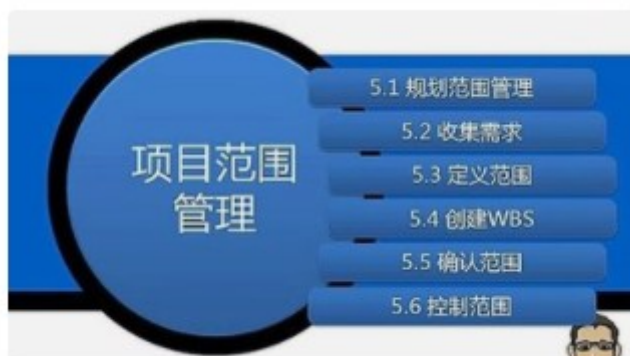 项目范围
管理
5.1 规划范围管理
5.2 收集需求
5.3 定义范围
5.4 创建WBS
5.5 确认范围
5.6 控制范围